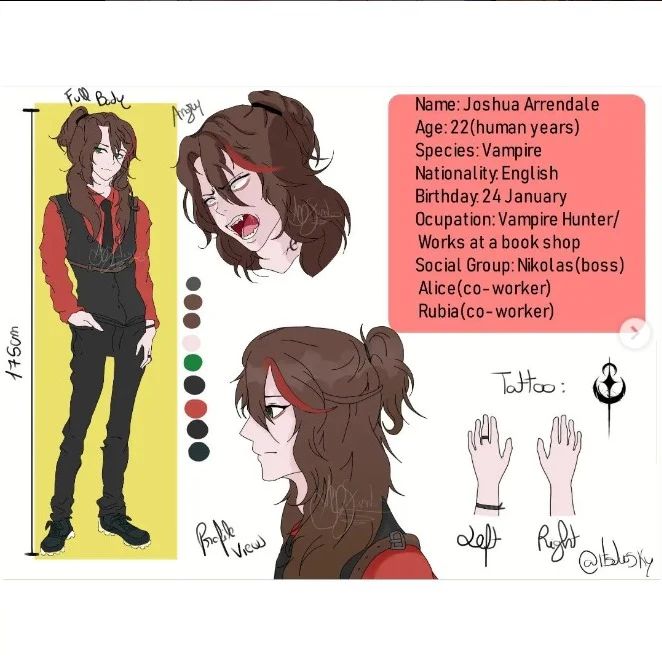 Full Body
Angry
Name: Joshua Arrendale
Age: 22(human years)
Species: Vampire
Nationality: English
Birthday: 24 January
Ocupation: Vampire Hunter/
Works at a book shop
Social Group: Nikolas(boss)
Alice(co-worker)
Rubia(co-worker)
175cm
Tattoo:
Profile
View
Left
Right